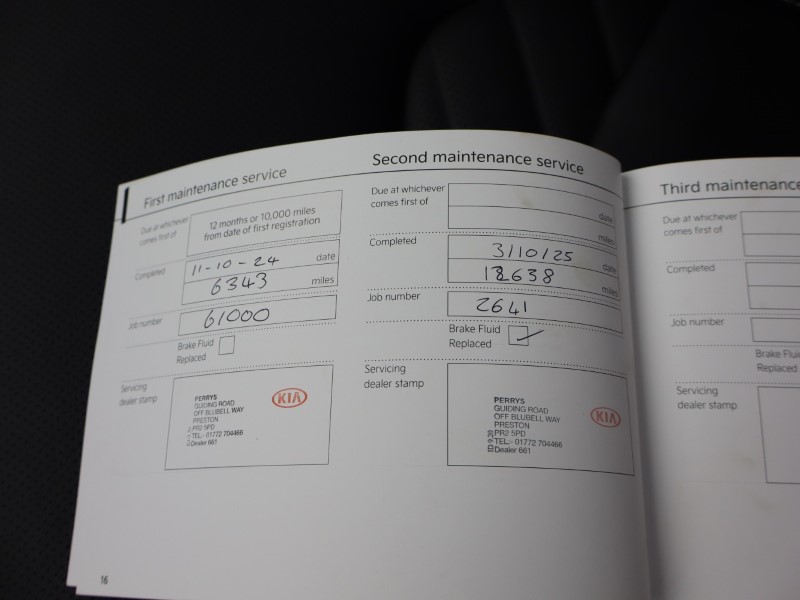 First maintenance service
Due at whichever
comes first of
12 months or 10,000 miles
from date of first registration
Completed
11-10-24 date
6343 miles
Job number
61000
Brake Fluid
Replaced
Servicing
dealer stamp
PERRYS
GUIDING ROAD
OFF BLUBELL WAY
PRESTON
PR2 5PD
TEL:- 01772 704466
Dealer 661
KIA
16
Second maintenance service
Due at whichever
comes first of
date
miles
Completed
3/10/25 date
miles
Job number
2641
Brake Fluid
Replaced
Servicing
dealer stamp
PERRYS
GUIDING ROAD
OFF BLUBELL WAY
PRESTON
PR2 5PD
TEL:- 01772 704466
Dealer 661
KIA
Third maintenance
Due at whichever
comes first of
Completed
Job number
Brake Fluid
Replaced
Servicing
dealer stamp